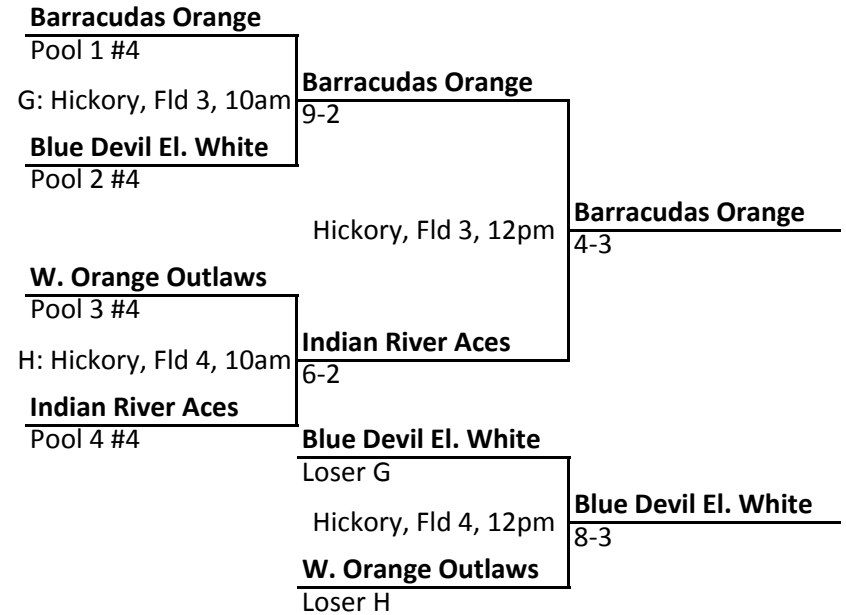 Barracudas Orange
Pool 1 #4
G: Hickory, Fld 3, 10am
Blue Devil El. White
Pool 2 #4
Barracudas Orange
9-2
Hickory, Fld 3, 12pm
Barracudas Orange
4-3
W. Orange Outlaws
Pool 3 #4
H: Hickory, Fld 4, 10am
Indian River Aces
Pool 4 #4
Indian River Aces
6-2
Blue Devil El. White
Loser G
Hickory, Fld 4, 12pm
W. Orange Outlaws
Loser H
Blue Devil El. White
8-3